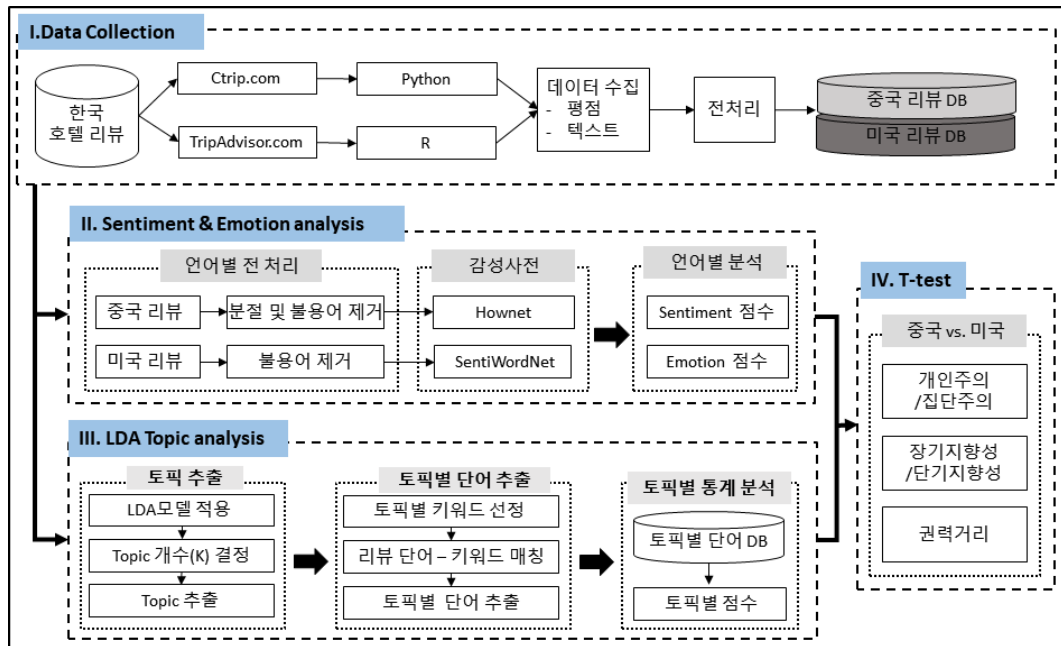 I.Data Collection
한국
호텔 리뷰
Ctrip.com
Python
TripAdvisor.com
R
데이터 수집
- 평점
- 텍스트
전처리
중국 리뷰 DB
미국 리뷰 DB
II. Sentiment & Emotion analysis
언어별 전 처리
중국 리뷰
분절 및 불용어 제거
미국 리뷰
불용어 제거
감성사전
Hownet
SentiWordNet
언어별 분석
Sentiment 점수
Emotion 점수
III. LDA Topic analysis
토픽 추출
LDA모델 적용
Topic 개수(K) 결정
Topic 추출
토픽별 단어 추출
토픽별 키워드 선정
리뷰 단어 – 키워드 매칭
토픽별 단어 추출
토픽별 통계 분석
토픽별 단어 DB
토픽별 점수
IV. T-test
중국 vs. 미국
개인주의
/집단주의
장기지향성
/단기지향성
권력거리